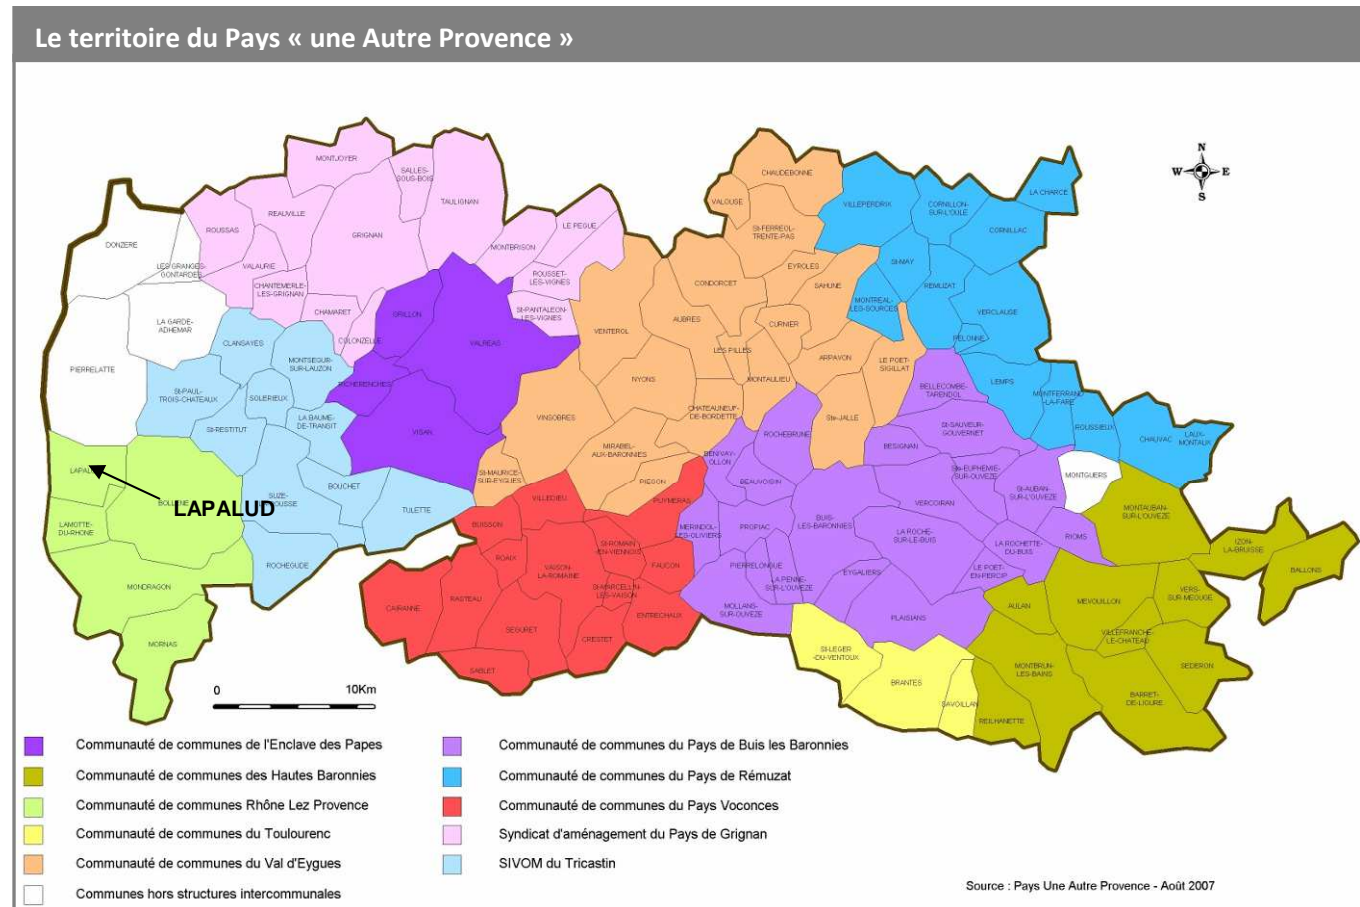 Le territoire du Pays « une Autre Provence »
N
W E
S
MONTJOYER
SALLES-
SOUS-BOIS
TAULIGNAN
REAUVILLE
ROUSSAS
GRIGNAN
DONZERE
LES GRANGES-
GONTARDES
VALAURIE
CHANTEMERLE-
LES-GRIGNAN
CHAMARET
COLONZELLE
MONTBRISON
LE PEGUE
ROUSSET-
LES-VIGNES
St-PANTALEON-
LES-VIGNES
LA GARDE-
ADHEMAR
PIERRELATTE
CLANSAYES
MONTSEGUR-
SUR-LAUZON
St-PAUL-
TROIS-CHATEAUX
SOLERIEUX
LA BAUME-
DE-TRANSIT
St-RESTITUT
BOUCHET
TULETTE
ROCHEGUDE
GRILLON
VALREAS
RICHERENCHES
VISAN
BOLLENE
LAPALUD
LAMOTTE-
DU-RHONE
MONDRAGON
MORNAS
CHAUDEBONNE
VALOUSE
St-FERREOL-
TRENTE-PAS
EYROLES
SAHUNE
CONDORCET
AUBRES
CURNIER
VENTEROL
LES PILLES
NYONS
MONTAULIEU
ARPAVON
LE POET-
SIGILLAT
Ste-JALLE
CHATEAUNEUF-
DE-BORDETTE
VINSOBRES
MIRABEL-
AUX-BARONNIES
PIEGON
St-MAURICE-
SUR-EYGUES
VILLEPERDRIX
CORNILLON-
SUR-L'OULE
LA CHARCE
CORNILLAC
St-MAY
REMUZAT
MONTREAL-
LES-SOURCES
VERCLAUSE
PELONNE
LEMPS
MONTFERRAND-
LA-FARE
ROUSSIEUX
CHAUVAC
LAUX-
MONTAUX
BELLECOMBE-
TARENDOL
St-SAUVEUR-
GOUVERNET
BESIGNAN
Ste-EUPHEMIE-
SUR-OUVEZE
St-AUBAN-
SUR-L'OUVEZE
VERCOIRAN
ROCHEBRUNE
BENIVAY-
OLLON
BEAUVOISIN
BUIS-
LES-BARONNIES
LA ROCHE-
SUR-LE-BUIS
LA ROCHETTE-
DU-BUIS
RIOMS
MERINDOL-
LES-OLIVIERS
PROPIAC
PIERRELONGUE
LA PENNE-
SUR-L'OUVEZE
EYGALIERS
LE POET-
EN-PERCIP
MOLLANS-
SUR-OUVEZE
PLAISIANS
MONTGUERS
MONTAUBAN-
SUR-L'OUVEZE
IZON-
LA-BRUISSE
BALLONS
VERS-
SUR-MEOUGE
AULAN
MEVOUILLON
VILLEFRANCHE-
LE-CHATEAU
SEDERON
MONTBRUN-
LES-BAINS
BARRET-
DE-LIOURE
REILHANETTE
St-LEGER
-DU-VENTOUX
BRANTES
SAVOILLAN
VILLEDIEU
PUYMERAS
BUISSON
ROAIX
St-ROMAIN
-EN-VIENNOIS
VAISON-
LA-ROMAINE
FAUCON
St-MARCELLIN-
LES-VAISON
CAIRANNE
RASTEAU
ENTRECHAUX
SEGURET
CRESTET
SABLET
0 10Km
Communauté de communes de l'Enclave des Papes
Communauté de communes des Hautes Baronnies
Communauté de communes Rhône Lez Provence
Communauté de communes du Toulourenc
Communauté de communes du Val d'Eygues
Communes hors structures intercommunales
Communauté de communes du Pays de Buis les Baronnies
Communauté de communes du Pays de Rémuzat
Communauté de communes du Pays Voconces
Syndicat d'aménagement du Pays de Grignan
SIVOM du Tricastin
Source : Pays Une Autre Provence - Août 2007